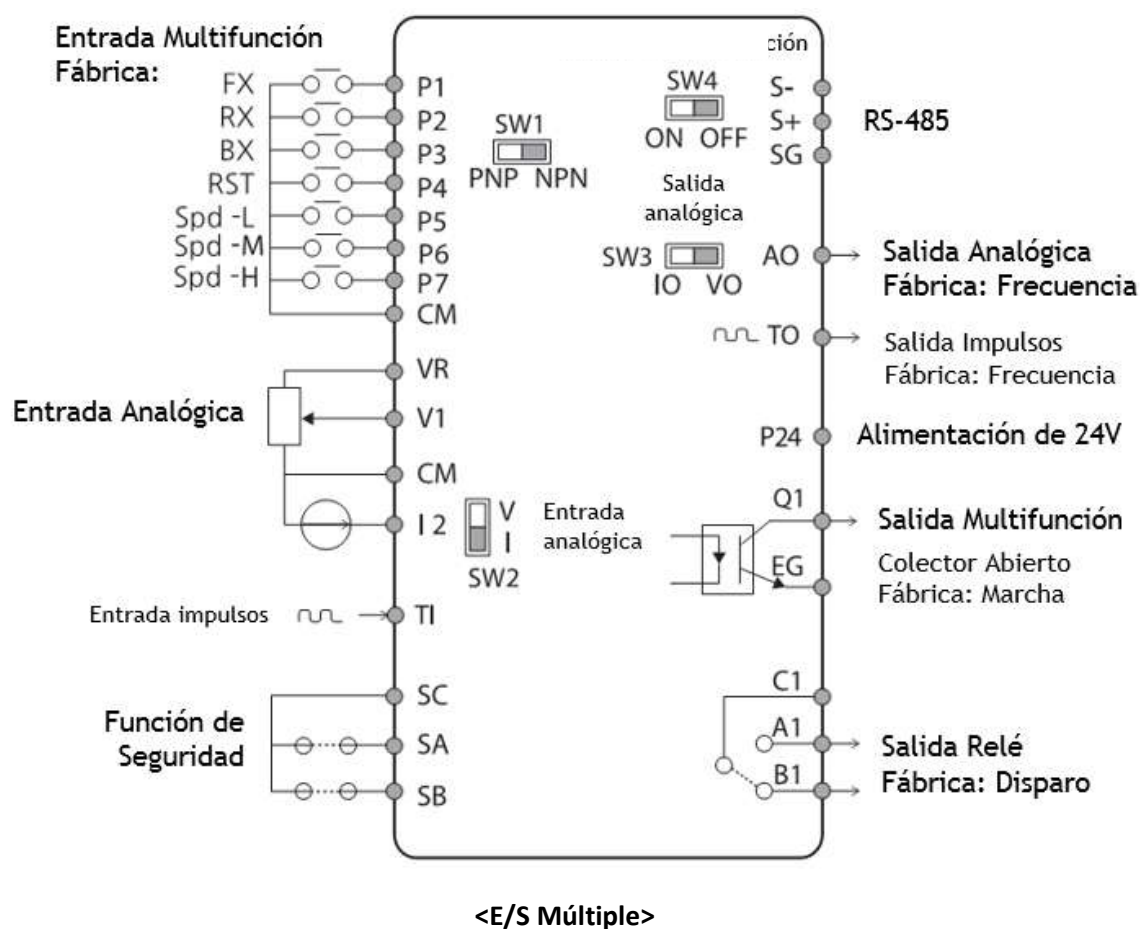 Entrada Multifunción
Fábrica:
FX
RX
BX
RST
Spd -L
Spd -M
Spd -H
P1
P2
P3
P4
P5
P6
P7
CM
SW1
PNP NPN
ción
SW4
ON OFF
S-
S+
SG
RS-485
Salida
analógica
SW3
IO VO
AO
Salida Analógica
Fábrica: Frecuencia
TO
Salida Impulsos
Fábrica: Frecuencia
Entrada Analógica
VR
V1
CM
I 2
V
I
SW2
Entrada
analógica
P24
Alimentación de 24V
Q1
EG
Salida Multifunción
Colector Abierto
Fábrica: Marcha
Entrada impulsos
TI
Función de
Seguridad
SC
SA
SB
C1
A1
B1
Salida Relé
Fábrica: Disparo
<E/S Múltiple>